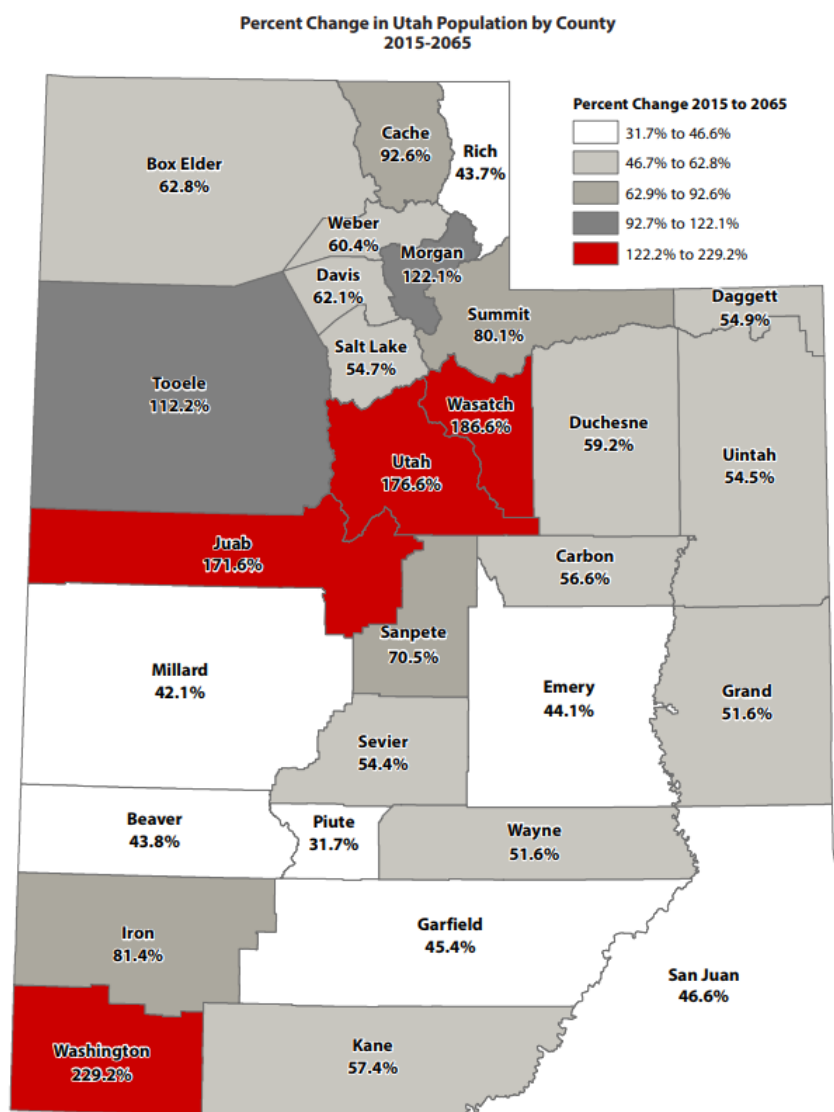 Percent Change in Utah Population by County
2015-2065
Percent Change 2015 to 2065
31.7% to 46.6%
46.7% to 62.8%
62.9% to 92.6%
92.7% to 122.1%
122.2% to 229.2%
Box Elder
62.8%
Cache
92.6%
Rich
43.7%
Weber
60.4%
Morgan
122.1%
Davis
62.1%
Summit
80.1%
Daggett
54.9%
Salt Lake
54.7%
Tooele
112.2%
Wasatch
186.6%
Duchesne
59.2%
Utah
176.6%
Uintah
54.5%
Juab
171.6%
Carbon
56.6%
Sanpete
70.5%
Millard
42.1%
Emery
44.1%
Grand
51.6%
Sevier
54.4%
Beaver
43.8%
Piute
31.7%
Wayne
51.6%
Iron
81.4%
Garfield
45.4%
San Juan
46.6%
Washington
229.2%
Kane
57.4%